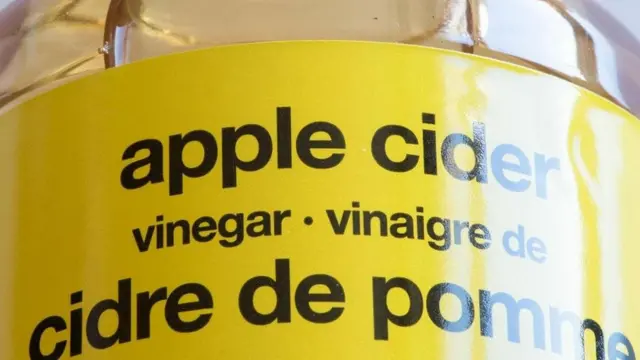 apple cider
vinegar · vinaigre de
cidre de pomme